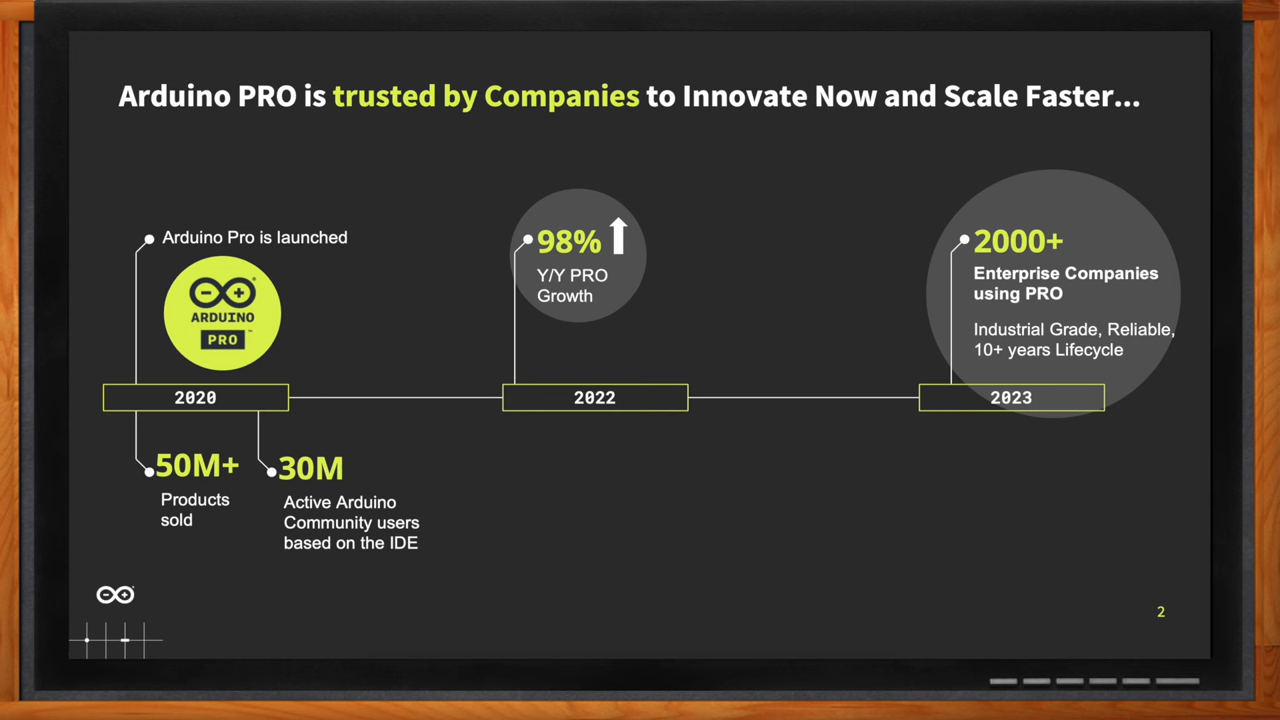 Arduino PRO is trusted by Companies to Innovate Now and Scale Faster...
Arduino Pro is launched
ARDUINO
PRO
™
98%
Y/Y PRO
Growth
2000+
Enterprise Companies
using PRO
Industrial Grade, Reliable,
10+ years Lifecycle
2020
2022
2023
50M+
Products
sold
30M
Active Arduino
Community users
based on the IDE
2